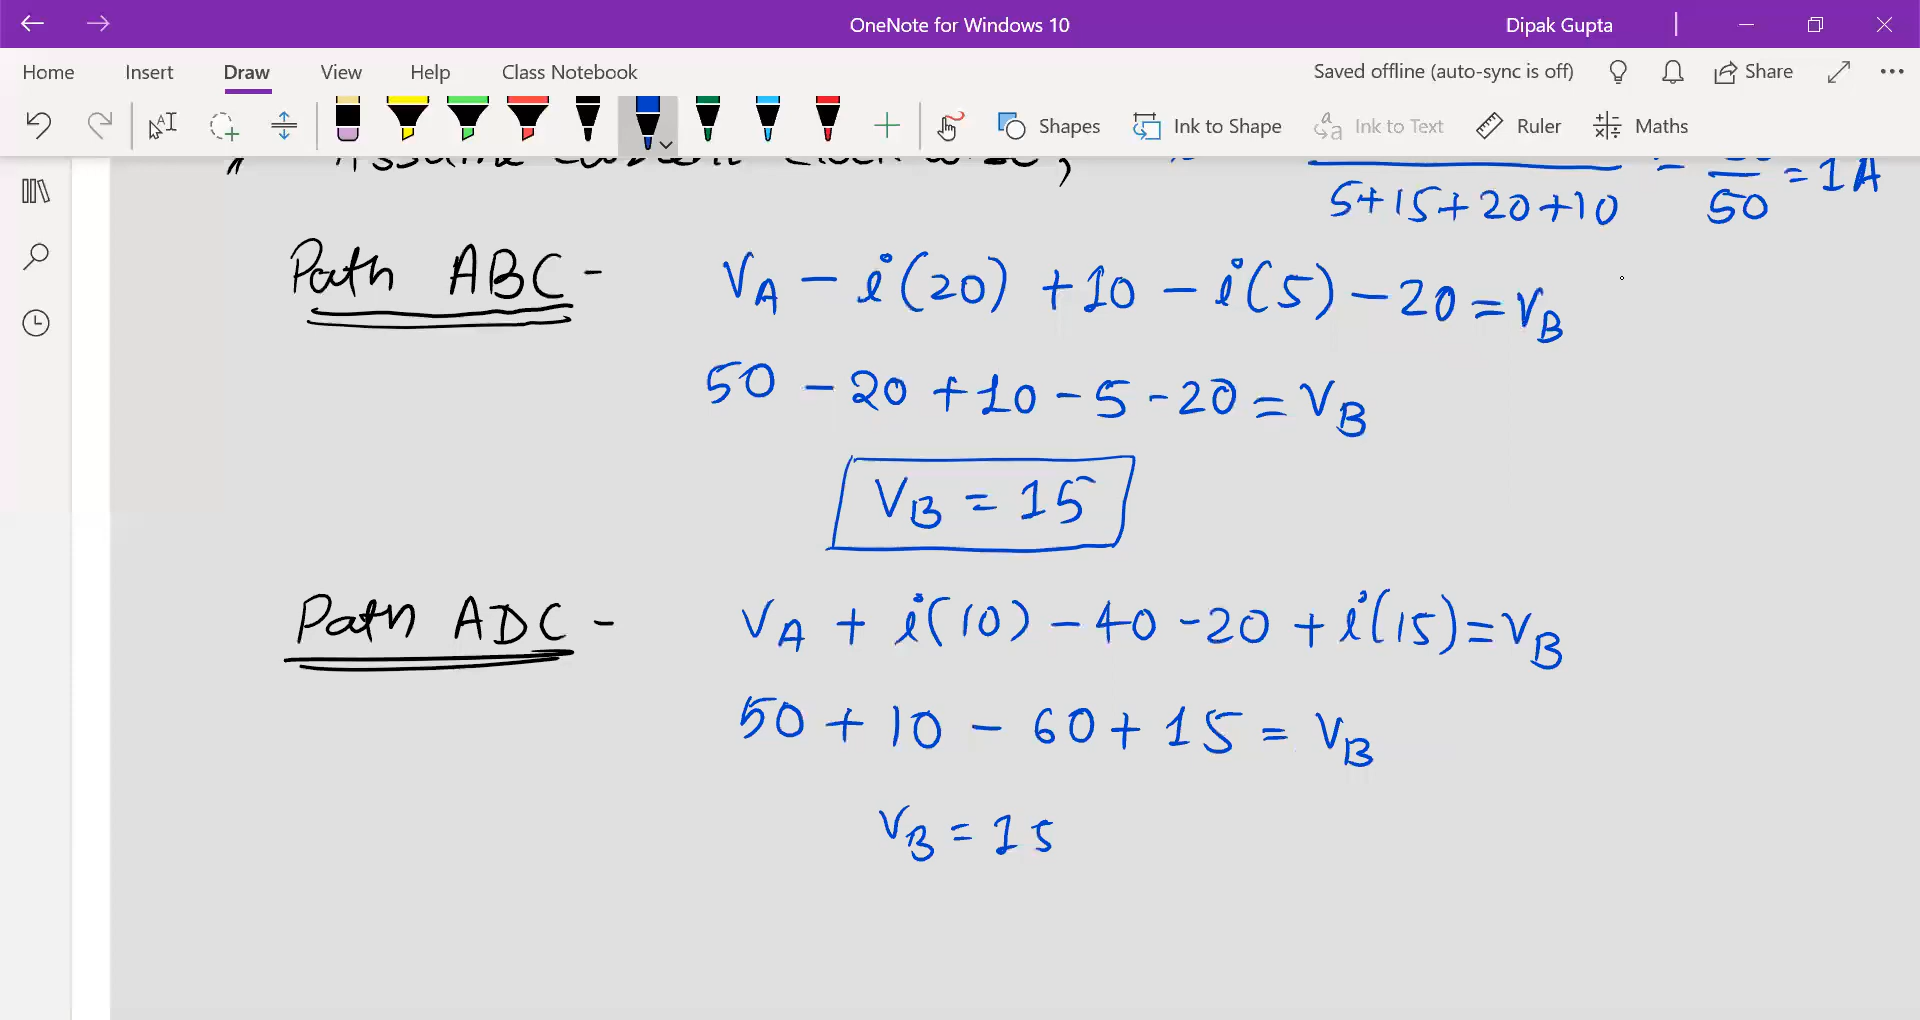 OneNote for Windows 10
Dipak Gupta
Home Insert Draw View Help Class Notebook
Saved offline (auto-sync is off) Share
Shapes Ink to Shape Ink to Text Ruler Maths
Assume current clockwise,
5+15+20+10
50
= 1A
Path ABC - VA - i(20) +10 - i(5) - 20 = VB
50 - 20 + 10 - 5 - 20 = VB
VB = 15
Path ADC - VA + i(10) - 40 - 20 + i(15) = VB
50 + 10 - 60 + 15 = VB
VB = 15